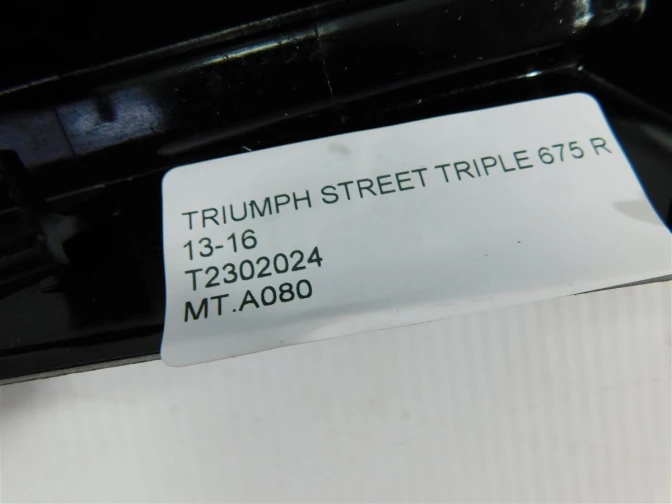 TRIUMPH STREET TRIPLE 675 R
13-16
T2302024
MT.A080